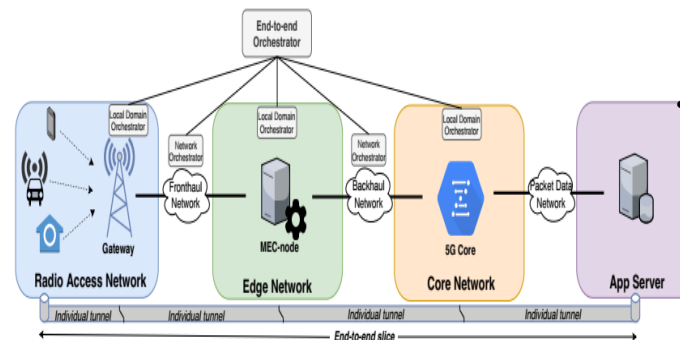 End-to-end
Orchestrator
Local Domain
Orchestrator
Network
Orchestrator
Local Domain
Orchestrator
Network
Orchestrator
Local Domain
Orchestrator
Fronthaul
Network
Backhaul
Network
Packet Data
Network
Gateway
MEC-node
5G Core
Radio Access Network
Edge Network
Core Network
App Server
Individual tunnel
Individual tunnel
Individual tunnel
Individual tunnel
End-to-end slice